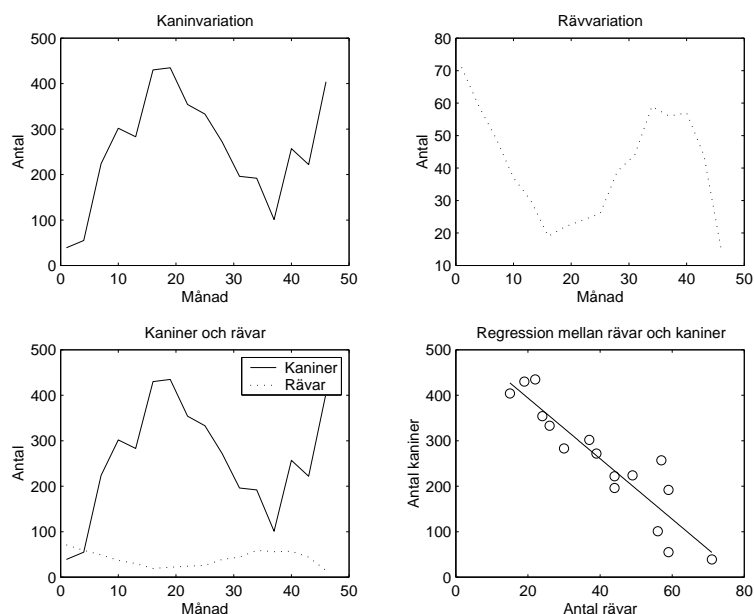 Kaninvariation
500
400
300
200
100
0
Antal
0 10 20 30 40 50
Månad
Rävvariation
80
70
60
50
40
30
20
10
Antal
0 10 20 30 40 50
Månad
Kaniner och rävar
500
400
300
200
100
0
Antal
Kaniner
Rävar
0 10 20 30 40 50
Månad
Regression mellan rävar och kaniner
500
400
300
200
100
0
Antal kaniner
0 20 40 60 80
Antal rävar